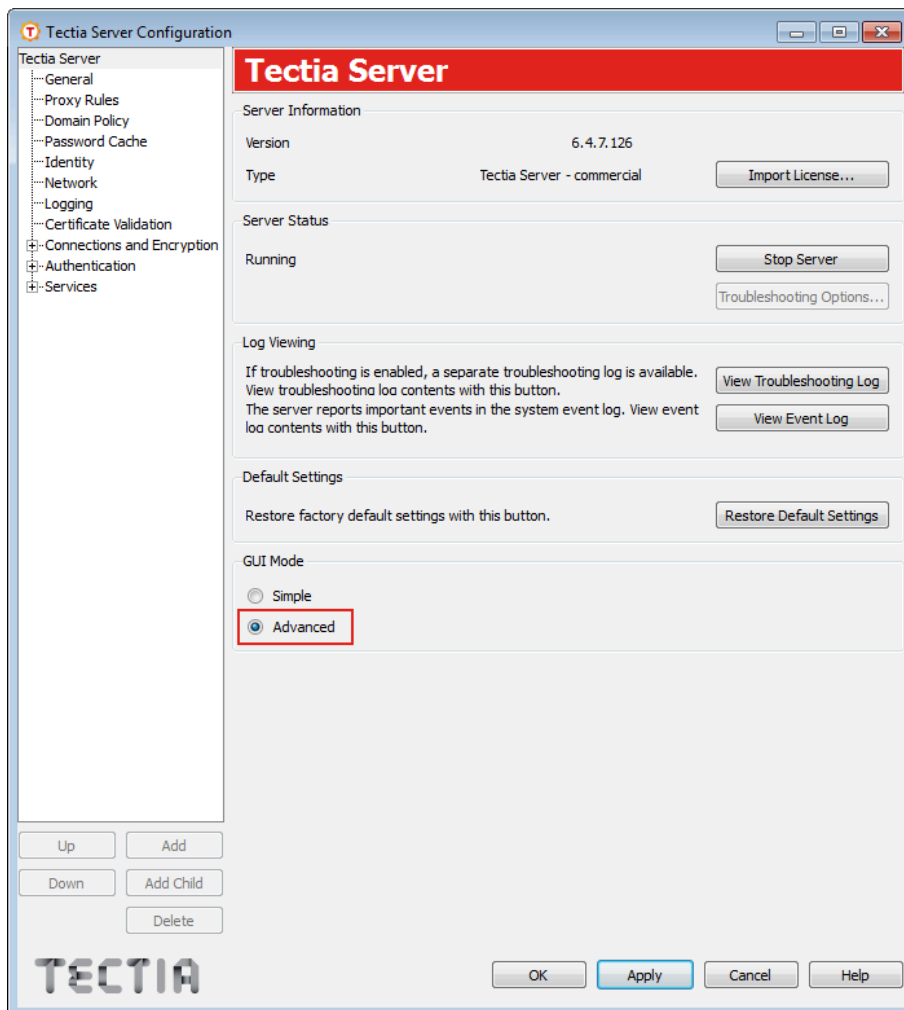 Tectia Server Configuration
Tectia Server
General
Proxy Rules
Domain Policy
Password Cache
Identity
Network
Logging
Certificate Validation
Connections and Encryption
Authentication
Services
Up
Add
Down
Add Child
Delete
TECTIA
Tectia Server
Server Information
Version 6.4.7.126
Type Tectia Server - commercial Import License...
Server Status
Running Stop Server
Troubleshooting Options...
Log Viewing
If troubleshooting is enabled, a separate troubleshooting log is available.
View troubleshooting log contents with this button.
View Troubleshooting Log
The server reports important events in the system event log. View event
log contents with this button.
View Event Log
Default Settings
Restore factory default settings with this button. Restore Default Settings
GUI Mode
Simple
Advanced
OK Apply Cancel Help